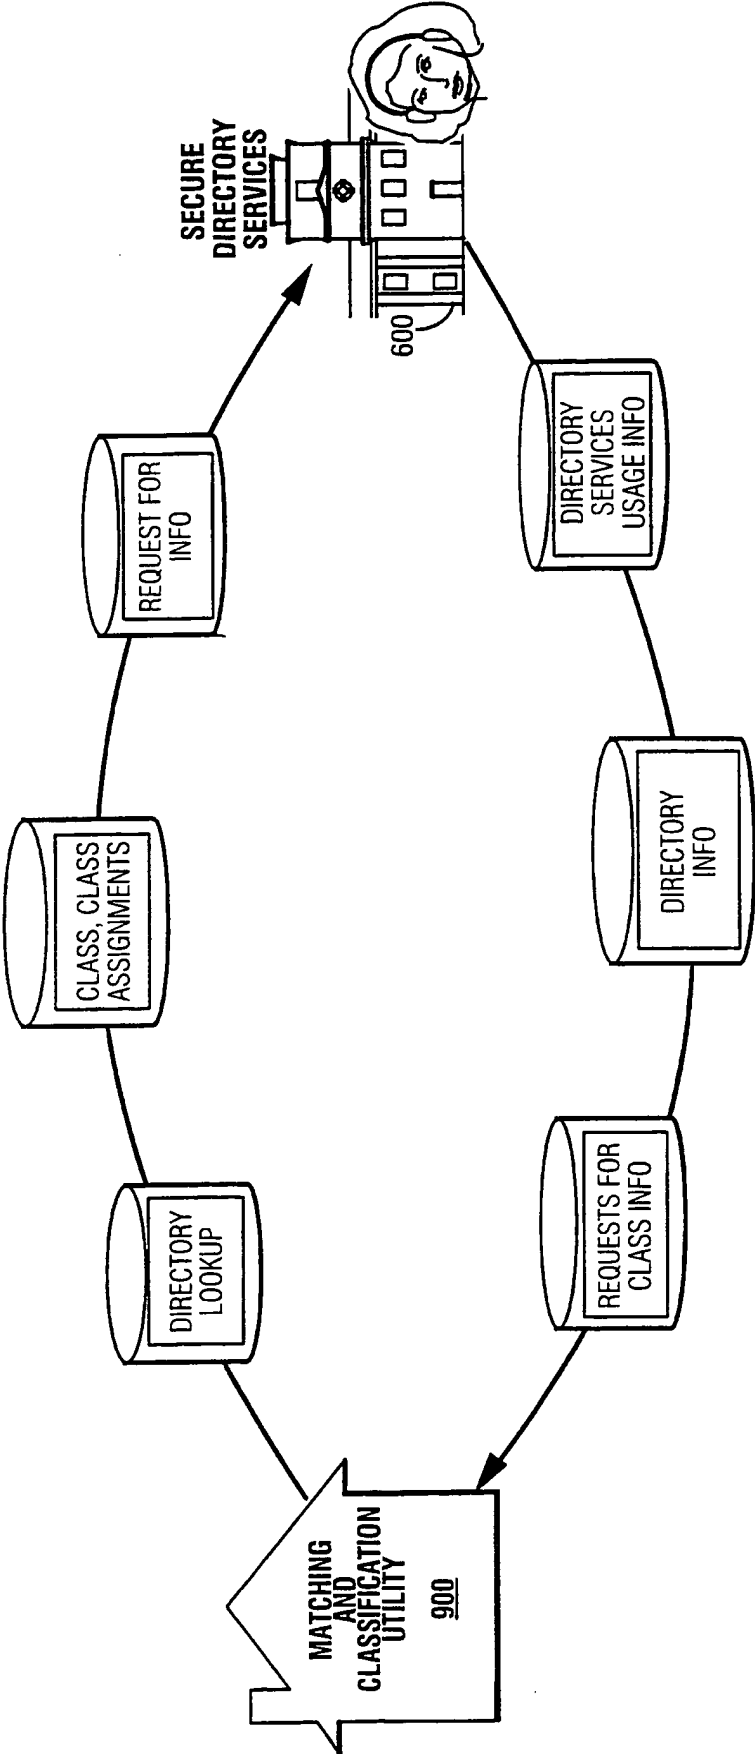 MATCHING
AND
CLASSIFICATION
UTILITY
900
DIRECTORY
LOOKUP
CLASS, CLASS
ASSIGNMENTS
REQUEST FOR
INFO
SECURE
DIRECTORY
SERVICES
600
DIRECTORY
SERVICES
USAGE INFO
DIRECTORY
INFO
REQUESTS FOR
CLASS INFO